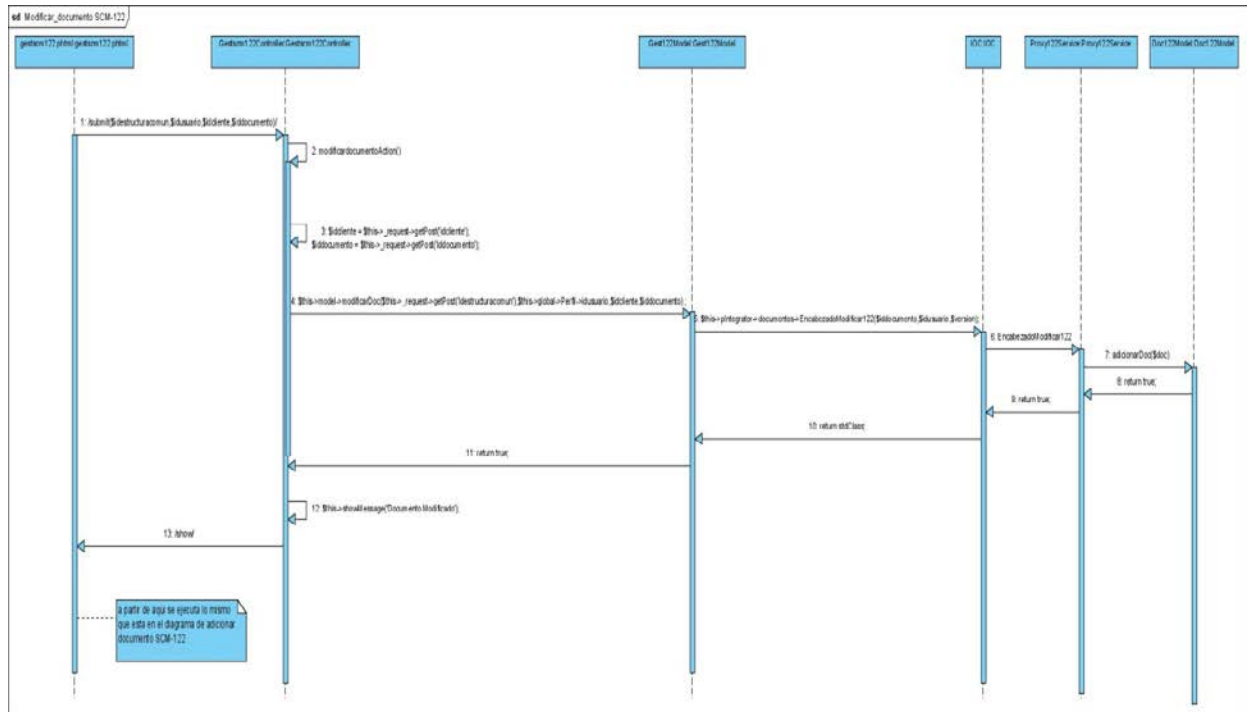 sd Modificar_documento SCM-122
gestscm122.phtml:gestscm122.phtml
Gestscm122Controller:Gestscm122Controller
Gest122Model:Gest122Model
IOC:IOC
Proxy122Service:Proxy122Service
Doc122Model:Doc122Model
1: /submit($idestructuracomun,$idusuario,$idcliente,$iddocumento)/
2: modificardocumentoAction()
3: $idcliente = $this->_request->getPost('idcliente');
$iddocumento = $this->_request->getPost('iddocumento');
4: $this->model->modificarDoc($this->_request->getPost('idestructuracomun'),$this->global->Perfil->idusuario,$idcliente,$iddocumento);
5: $this->pIntegrator->documentos->EncabezadoModificar122($iddocumento,$idusuario,$version);
6: EncabezadoModificar122
7: adicionarDoc($doc)
8: return true;
9: return true;
10: return stdClass;
11: return true;
12: $this->showMessage('Documento Modificado');
13: /show/
a partir de aqui se ejecuta lo mismo
que esta en el diagrama de adicionar
documento SCM-122